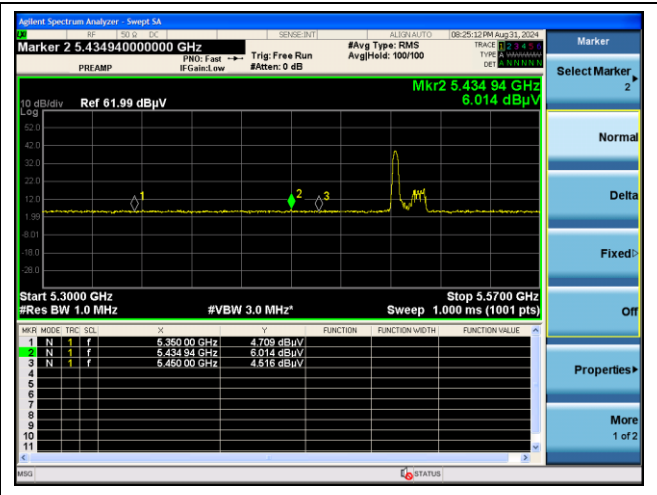 Agilent Spectrum Analyzer - Swept SA
RF 50 Ω DC SENSE:INT ALIGN AUTO 08:25:12 PM Aug 31, 2024
Marker 2 5.434940000000 GHz #Avg Type: RMS TRACE 1 2 3 4 5 6
PNO: Fast Trig: Free Run Avg|Hold: 100/100 TYPE
PREAMP IFGain:Low #Atten: 0 dB DET A N N N N N
Mkr2 5.434 94 GHz
10 dB/div Ref 61.99 dBµV 6.014 dBµV
Log
52.0
42.0
32.0
22.0
12.0
1.99
-8.01
-18.0
-28.0
1
2
3
Start 5.3000 GHz Stop 5.5700 GHz
#Res BW 1.0 MHz #VBW 3.0 MHz* Sweep 1.000 ms (1001 pts)
MKR MODE TRC SCL X Y FUNCTION FUNCTION WIDTH FUNCTION VALUE
1 N 1 f 5.350 00 GHz 4.709 dBµV
2 N 1 f 5.434 94 GHz 6.014 dBµV
3 N 1 f 5.450 00 GHz 4.516 dBµV
4
5
6
7
8
9
10
11
MSG STATUS
Marker
Select Marker
2
Normal
Delta
Fixed
Off
Properties
More
1 of 2